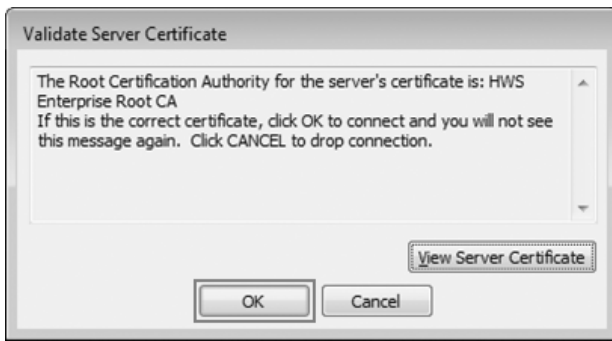 Validate Server Certificate
The Root Certification Authority for the server's certificate is: HWS
Enterprise Root CA
If this is the correct certificate, click OK to connect and you will not see
this message again.  Click CANCEL to drop connection.
View Server Certificate
OK Cancel